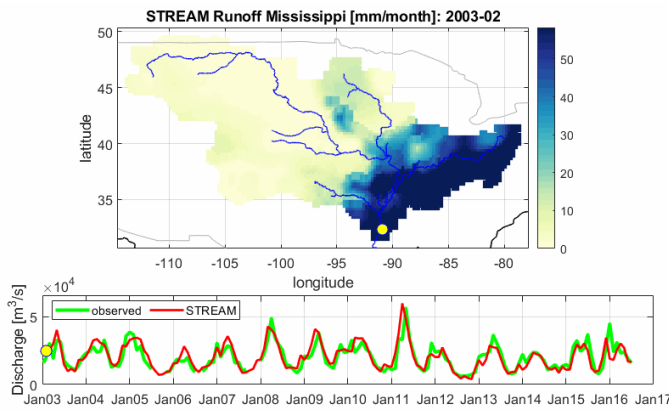 STREAM Runoff Mississippi [mm/month]: 2003-02
50
45
40
35
latitude
-110 -105 -100 -95 -90 -85 -80
longitude
50
40
30
20
10
0
×10⁴
5
0
Discharge [m³/s]
observed STREAM
Jan03 Jan04 Jan05 Jan06 Jan07 Jan08 Jan09 Jan10 Jan11 Jan12 Jan13 Jan14 Jan15 Jan16 Jan17